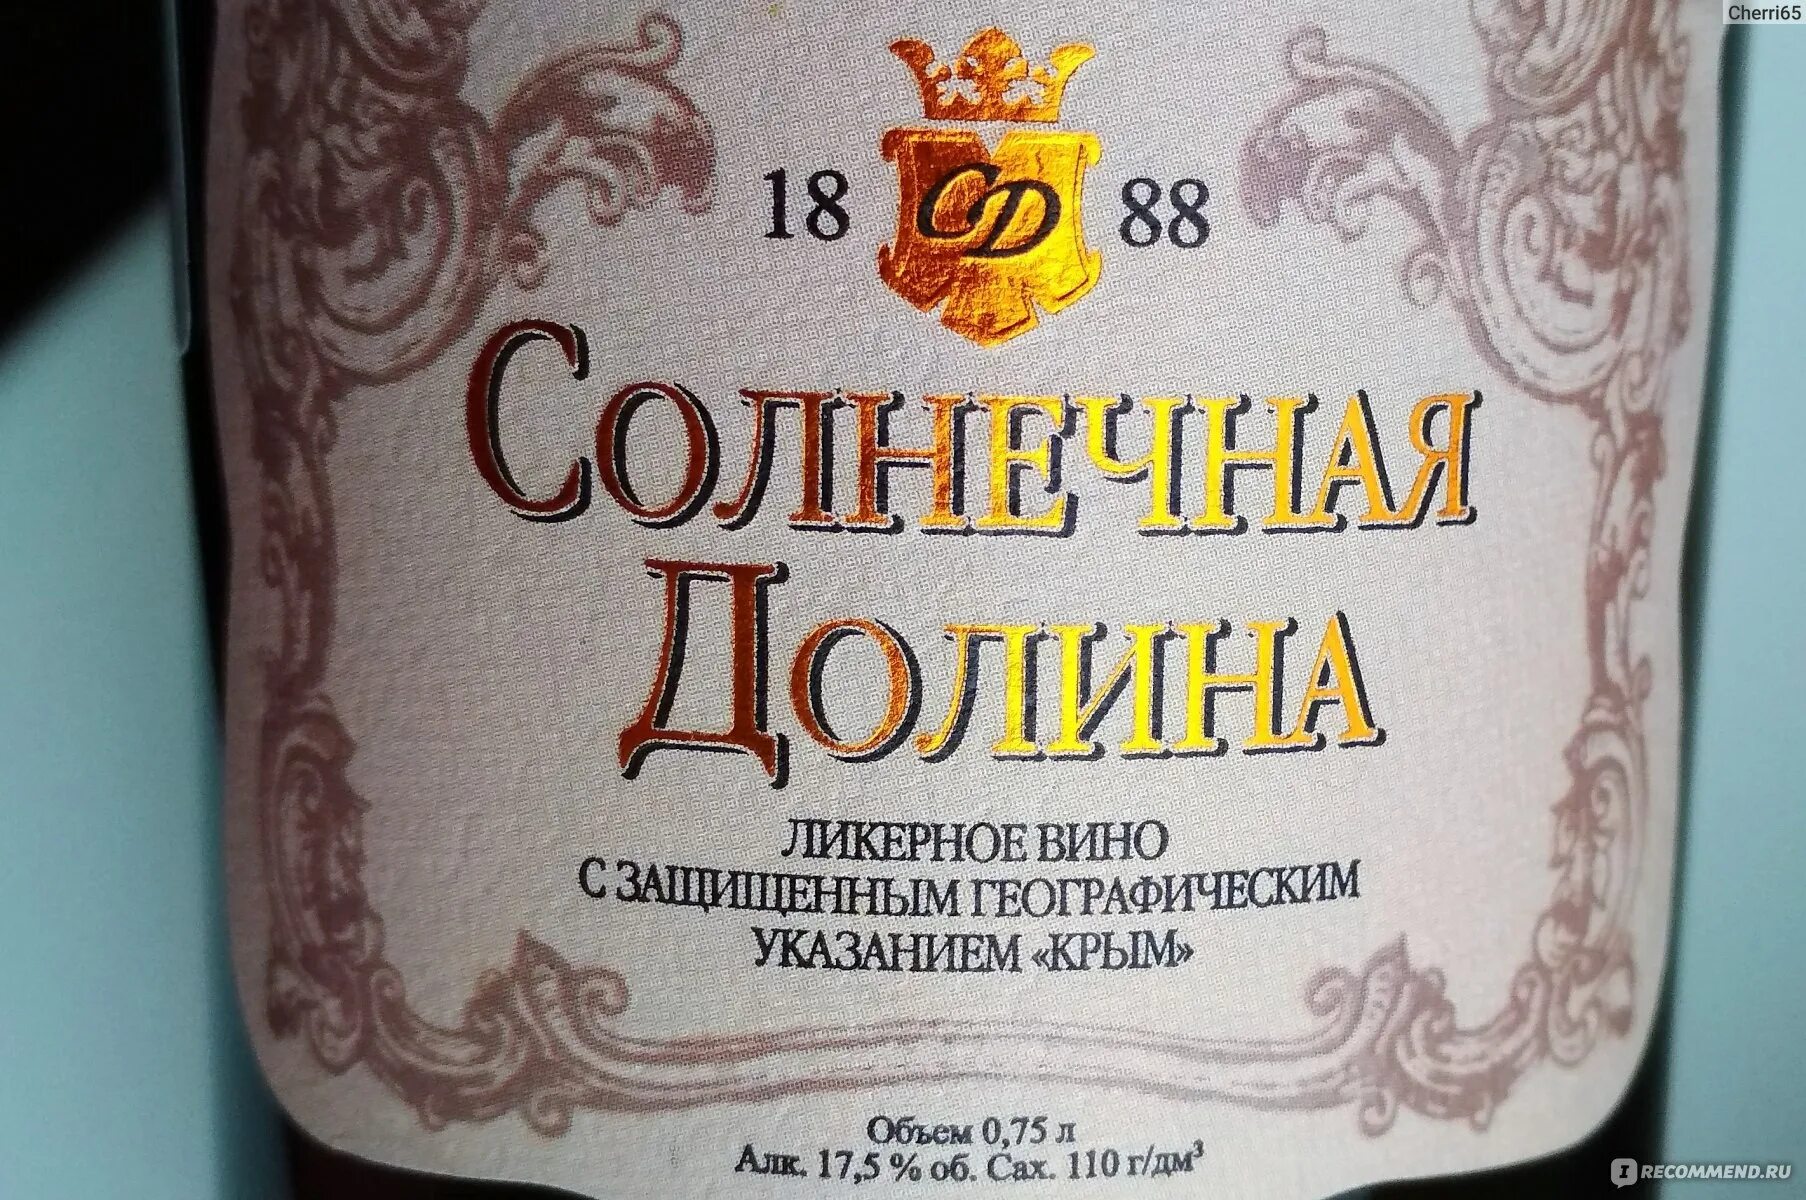 Cherri65
18 СД 88
Солнечная
Долина
ЛИКЕРНОЕ ВИНО
С ЗАЩИЩЕННЫМ ГЕОГРАФИЧЕСКИМ
УКАЗАНИЕМ «КРЫМ»
Объем 0,75 л
Алк. 17,5 % об. Сах. 110 г/дм³
I RECOMMEND.RU